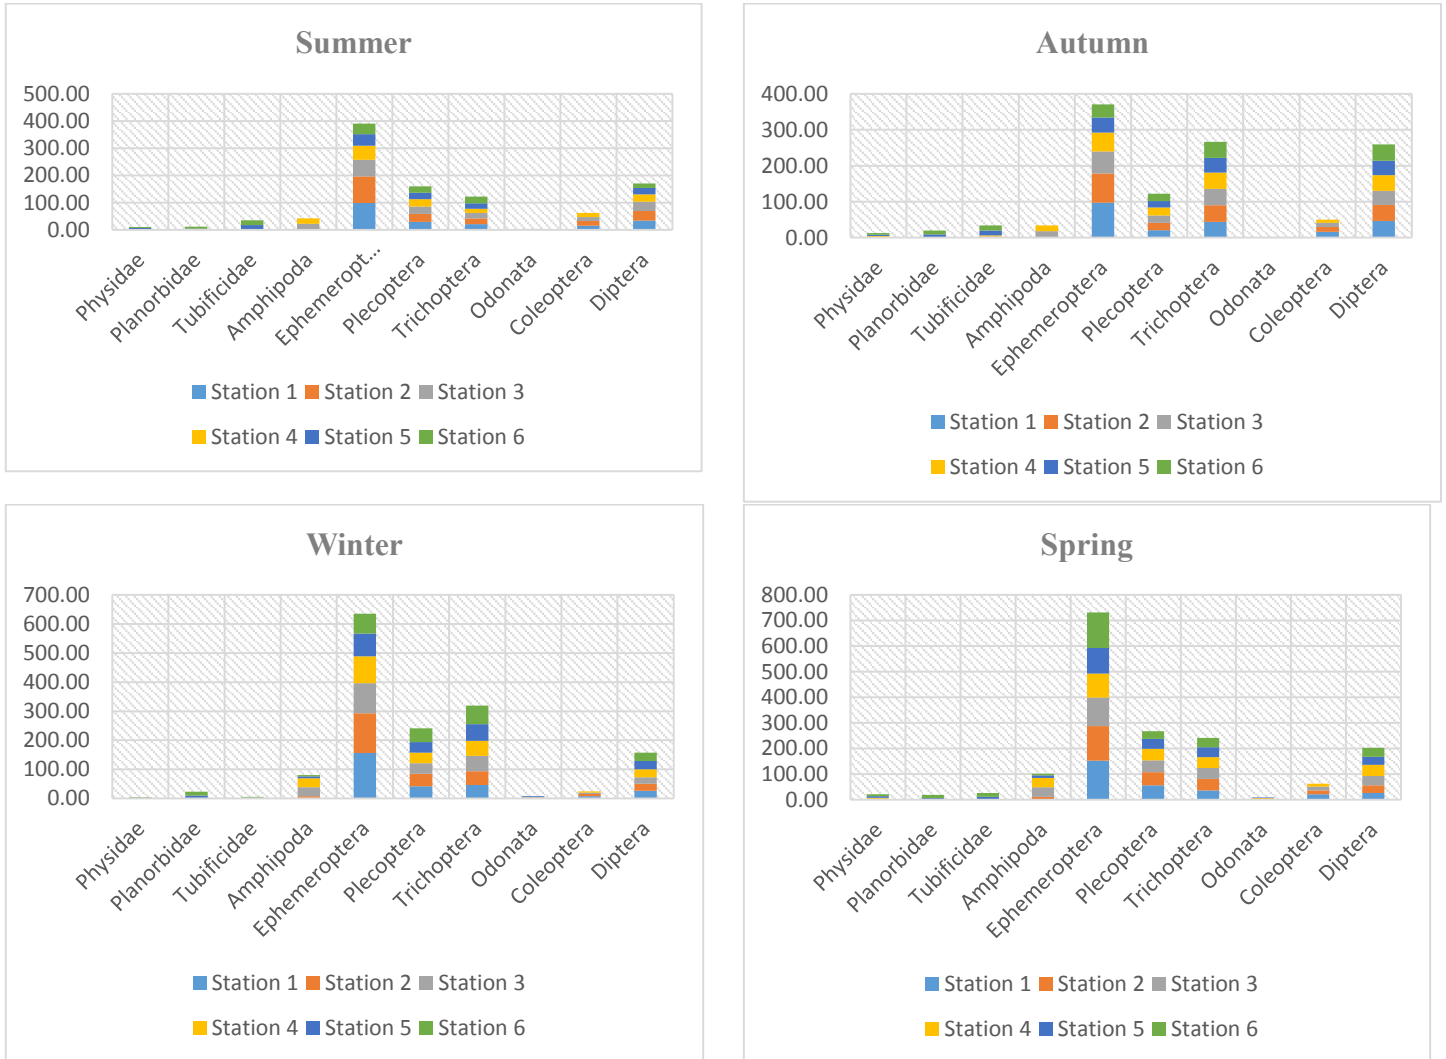 Summer
500.00
400.00
300.00
200.00
100.00
0.00
Physidae
Planorbidae
Tubificidae
Amphipoda
Ephemeropt...
Plecoptera
Trichoptera
Odonata
Coleoptera
Diptera
Station 1 Station 2 Station 3
Station 4 Station 5 Station 6
Autumn
400.00
300.00
200.00
100.00
0.00
Physidae
Planorbidae
Tubificidae
Amphipoda
Ephemeroptera
Plecoptera
Trichoptera
Odonata
Coleoptera
Diptera
Station 1 Station 2 Station 3
Station 4 Station 5 Station 6
Winter
700.00
600.00
500.00
400.00
300.00
200.00
100.00
0.00
Physidae
Planorbidae
Tubificidae
Amphipoda
Ephemeroptera
Plecoptera
Trichoptera
Odonata
Coleoptera
Diptera
Station 1 Station 2 Station 3
Station 4 Station 5 Station 6
Spring
800.00
700.00
600.00
500.00
400.00
300.00
200.00
100.00
0.00
Physidae
Planorbidae
Tubificidae
Amphipoda
Ephemeroptera
Plecoptera
Trichoptera
Odonata
Coleoptera
Diptera
Station 1 Station 2 Station 3
Station 4 Station 5 Station 6